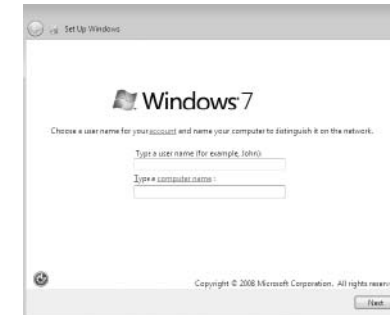 Set Up Windows
Windows 7
Choose a user name for your account and name your computer to distinguish it on the network.
Type a user name (for example, John):
Type a computer name :
Copyright © 2008 Microsoft Corporation. All rights reserv
Next